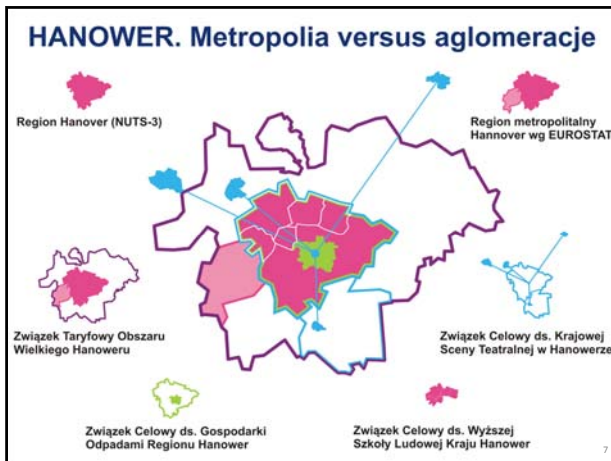 HANOWER. Metropolia versus aglomeracje
Region Hanover (NUTS-3)
Region metropolitalny
Hannover wg EUROSTAT
Związek Taryfowy Obszaru
Wielkiego Hanoweru
Związek Celowy ds. Krajowej
Sceny Teatralnej w Hanowerze
Związek Celowy ds. Gospodarki
Odpadami Regionu Hanower
Związek Celowy ds. Wyższej
Szkoły Ludowej Kraju Hanower
7